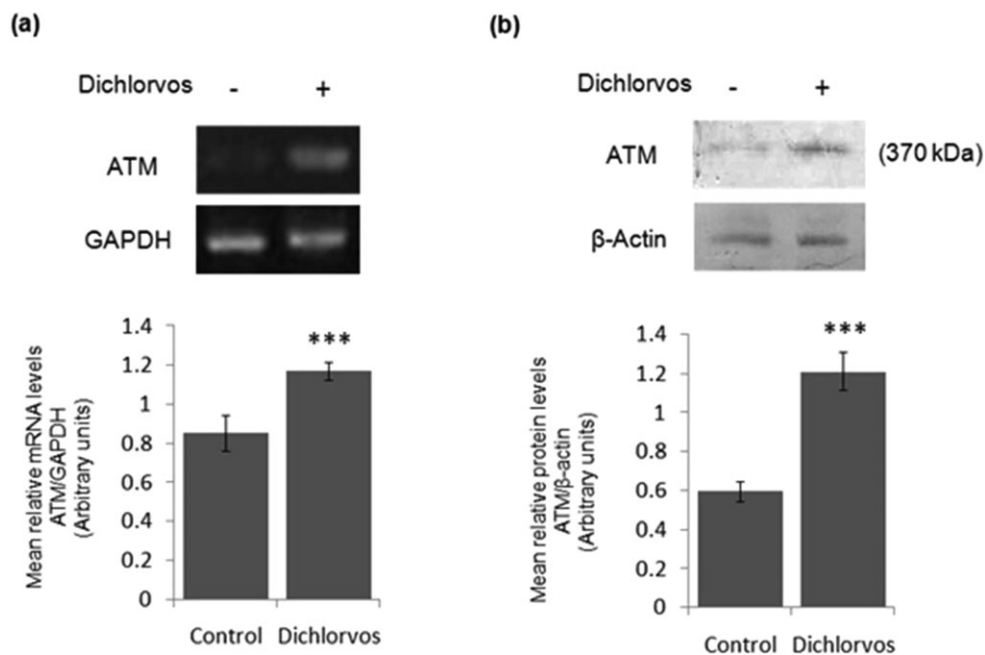 (a)
Dichlorvos - +
ATM
GAPDH
Mean relative mRNA levels
ATM/GAPDH
(Arbitrary units)
1.4
1.2
1
0.8
0.6
0.4
0.2
0
***
Control Dichlorvos
(b)
Dichlorvos - +
ATM (370 kDa)
β-Actin
Mean relative protein levels
ATM/β-actin
(Arbitrary units)
1.4
1.2
1
0.8
0.6
0.4
0.2
0
***
Control Dichlorvos